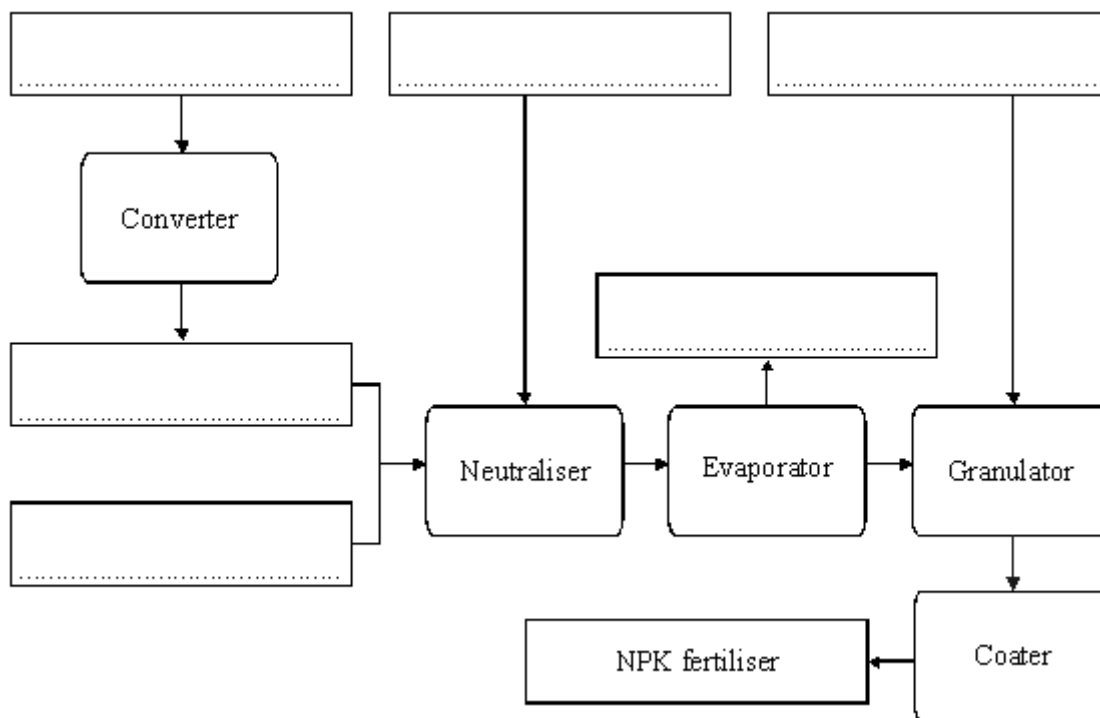 Converter
Neutraliser
Evaporator
Granulator
NPK fertiliser
Coater